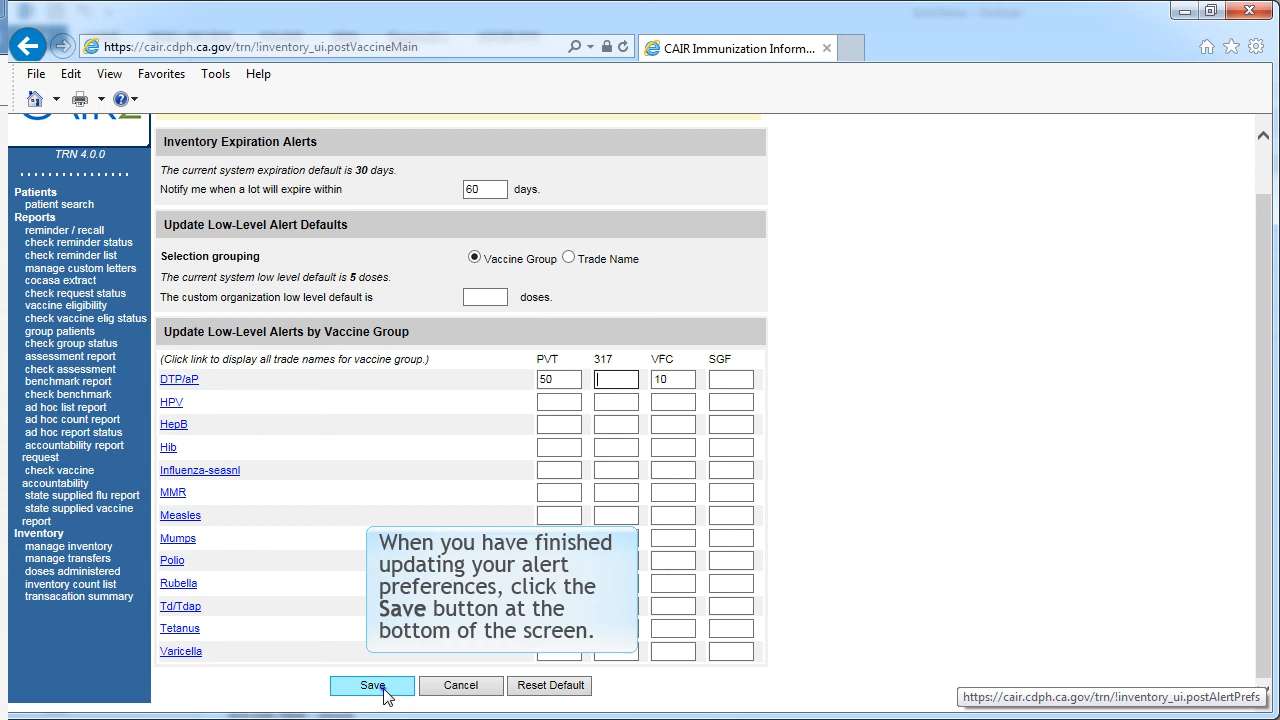 https://cair.cdph.ca.gov/trn/!inventory_ui.postVaccineMain
CAIR Immunization Inform...
File Edit View Favorites Tools Help
TRN 4.0.0
Patients
patient search
Reports
reminder / recall
check reminder status
check reminder list
manage custom letters
cocasa extract
check request status
vaccine eligibility
check vaccine elig status
group patients
check group status
assessment report
check assessment
benchmark report
check benchmark
ad hoc list report
ad hoc count report
ad hoc report status
accountability report
request
check vaccine
accountability
state supplied flu report
state supplied vaccine
report
Inventory
manage inventory
manage transfers
doses administered
inventory count list
transacation summary
Inventory Expiration Alerts
The current system expiration default is 30 days.
Notify me when a lot will expire within 60 days.
Update Low-Level Alert Defaults
Selection grouping Vaccine Group Trade Name
The current system low level default is 5 doses.
The custom organization low level default is doses.
Update Low-Level Alerts by Vaccine Group
(Click link to display all trade names for vaccine group.) PVT 317 VFC SGF
DTP/aP 50 10
HPV
HepB
Hib
Influenza-seasnl
MMR
Measles
Mumps
Polio
Rubella
Td/Tdap
Tetanus
Varicella
When you have finished
updating your alert
preferences, click the
Save button at the
bottom of the screen.
Save Cancel Reset Default
https://cair.cdph.ca.gov/trn/!inventory_ui.postAlertPrefs